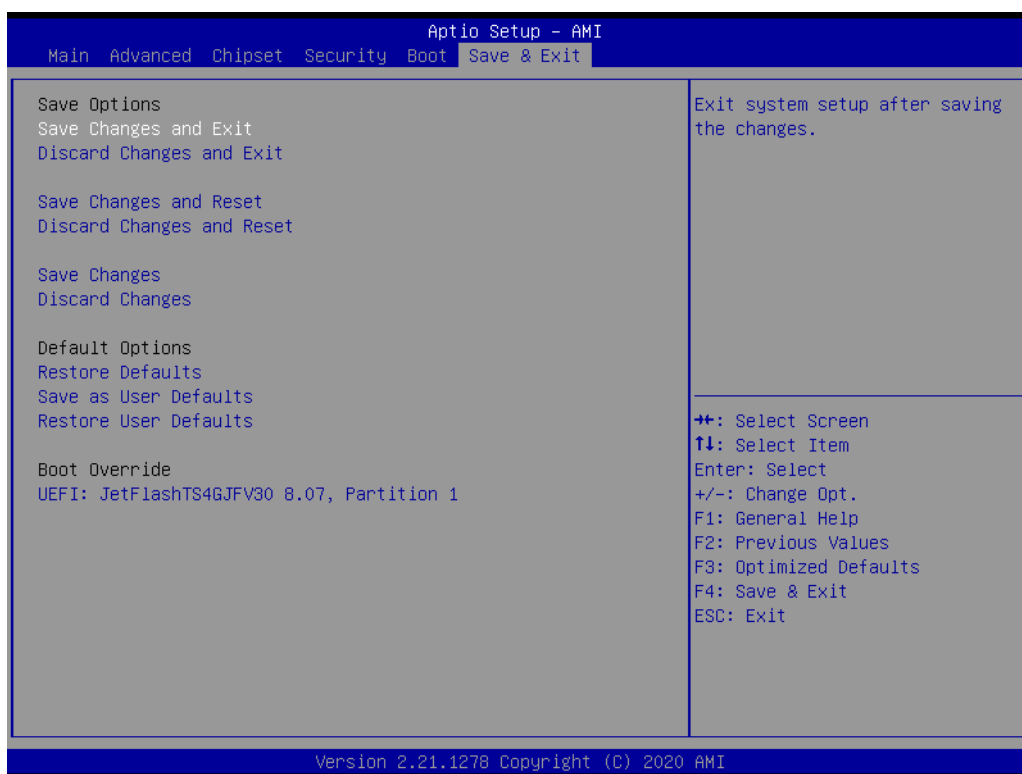 Aptio Setup – AMI
Main Advanced Chipset Security Boot Save & Exit
Save Options
Save Changes and Exit
Discard Changes and Exit
Save Changes and Reset
Discard Changes and Reset
Save Changes
Discard Changes
Default Options
Restore Defaults
Save as User Defaults
Restore User Defaults
Boot Override
UEFI: JetFlashTS4GJFV30 8.07, Partition 1
Exit system setup after saving
the changes.
→←: Select Screen
↑↓: Select Item
Enter: Select
+/-: Change Opt.
F1: General Help
F2: Previous Values
F3: Optimized Defaults
F4: Save & Exit
ESC: Exit
Version 2.21.1278 Copyright (C) 2020 AMI